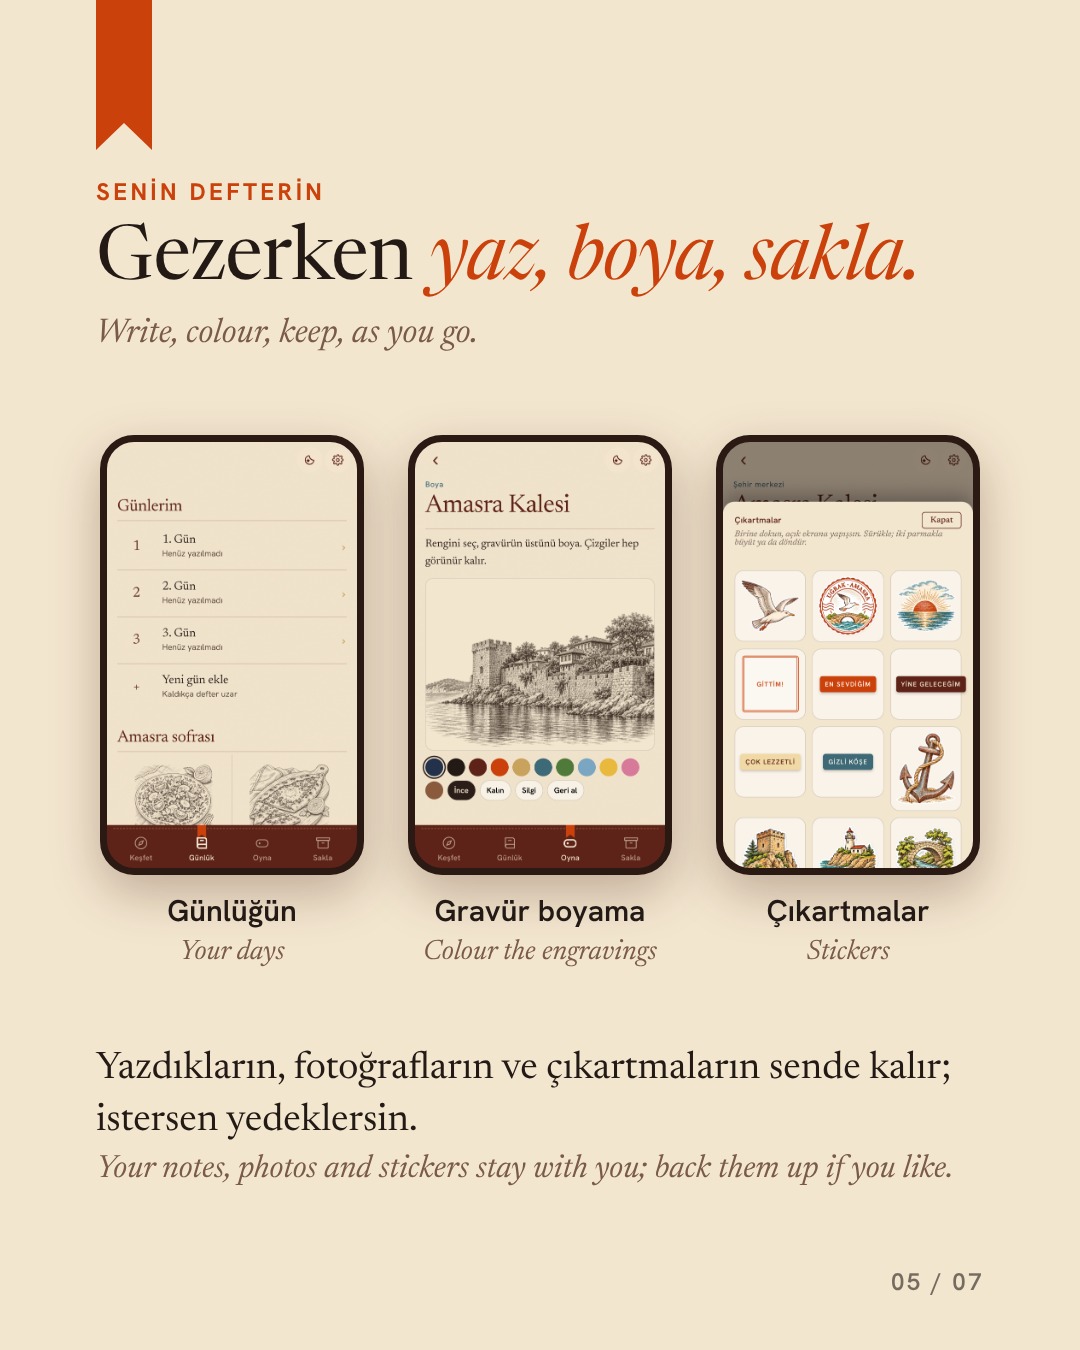 SENİN DEFTERİN
Gezerken yaz, boya, sakla.
Write, colour, keep, as you go.
Günlerim
1
1. Gün
Henüz yazılmadı
2
2. Gün
Henüz yazılmadı
3
3. Gün
Henüz yazılmadı
+
Yeni gün ekle
Kaldıkça defter uzar
Amasra sofrası
Keşfet
Günlük
Oyna
Sakla
Boya
Amasra Kalesi
Rengini seç, gravürün üstünü boya. Çizgiler hep
görünür kalır.
İnce
Kalın
Silgi
Geri al
Keşfet
Günlük
Oyna
Sakla
Şehir merkezi
Amasra Kalesi
Çıkartmalar
Kapat
Birine dokun, açık ekrana yapışsın. Sürükle; iki parmakla
büyüt ya da döndür.
UĞRAK · AMASRA
GİTTİM!
EN SEVDİĞİM
YİNE GELECEĞİM
ÇOK LEZZETLİ
GİZLİ KÖŞE
Günlüğün
Your days
Gravür boyama
Colour the engravings
Çıkartmalar
Stickers
Yazdıkların, fotoğrafların ve çıkartmaların sende kalır;
istersen yedeklersin.
Your notes, photos and stickers stay with you; back them up if you like.
05 / 07